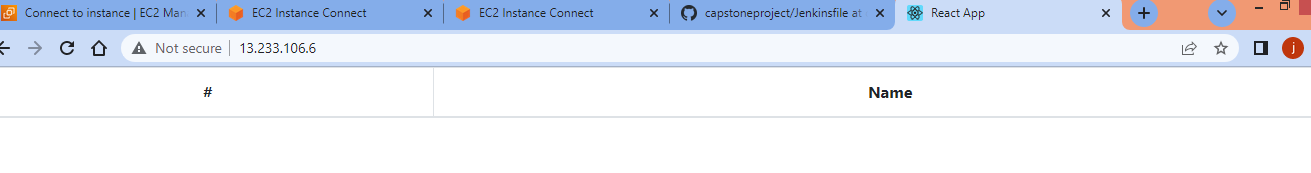 Connect to instance | EC2 Man
EC2 Instance Connect
EC2 Instance Connect
capstoneproject/Jenkinsfile at
React App
Not secure
13.233.106.6
j
#
Name